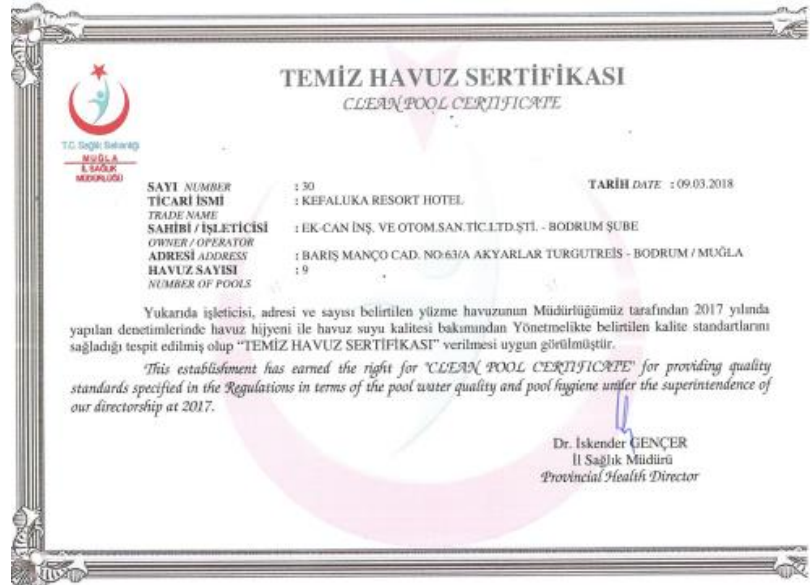 TEMİZ HAVUZ SERTİFİKASI
CLEAN POOL CERTIFICATE
T.C. Sağlık Bakanlığı
MUĞLA
İL SAĞLIK
MÜDÜRLÜĞÜ
SAYI NUMBER : 30 TARİH DATE : 09.03.2018
TİCARİ İSMİ : KEFALUKA RESORT HOTEL
TRADE NAME
SAHİBİ / İŞLETİCİSİ : EK-CAN İNŞ. VE OTOM.SAN.TİC.LTD.ŞTİ. - BODRUM ŞUBE
OWNER / OPERATOR
ADRESİ ADDRESS : BARIŞ MANÇO CAD. NO:63/A AKYARLAR TURGUTREİS - BODRUM / MUĞLA
HAVUZ SAYISI : 9
NUMBER OF POOLS
Yukarıda işleticisi, adresi ve sayısı belirtilen yüzme havuzunun Müdürlüğümüz tarafından 2017 yılında
yapılan denetimlerinde havuz hijyeni ile havuz suyu kalitesi bakımından Yönetmelikte belirtilen kalite standartlarını
sağladığı tespit edilmiş olup “TEMİZ HAVUZ SERTİFİKASI” verilmesi uygun görülmüştür.
This establishment has earned the right for "CLEAN POOL CERTIFICATE" for providing quality
standards specified in the Regulations in terms of the pool water quality and pool hygiene under the superintendence of
our directorship at 2017.
Dr. İskender GENÇER
İl Sağlık Müdürü
Provincial Health Director